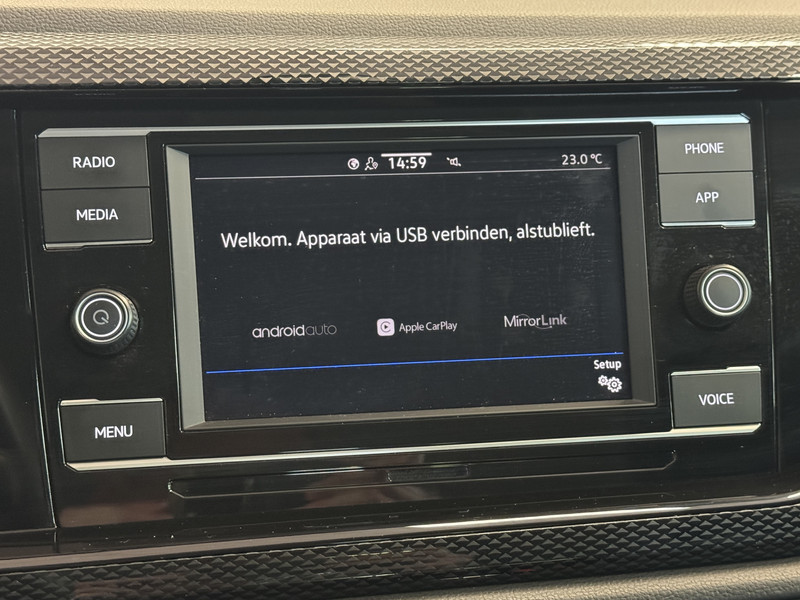 RADIO
MEDIA
MENU
14:59
23.0 °C
Welkom. Apparaat via USB verbinden, alstublieft.
androidauto
Apple CarPlay
MirrorLink
Setup
PHONE
APP
VOICE